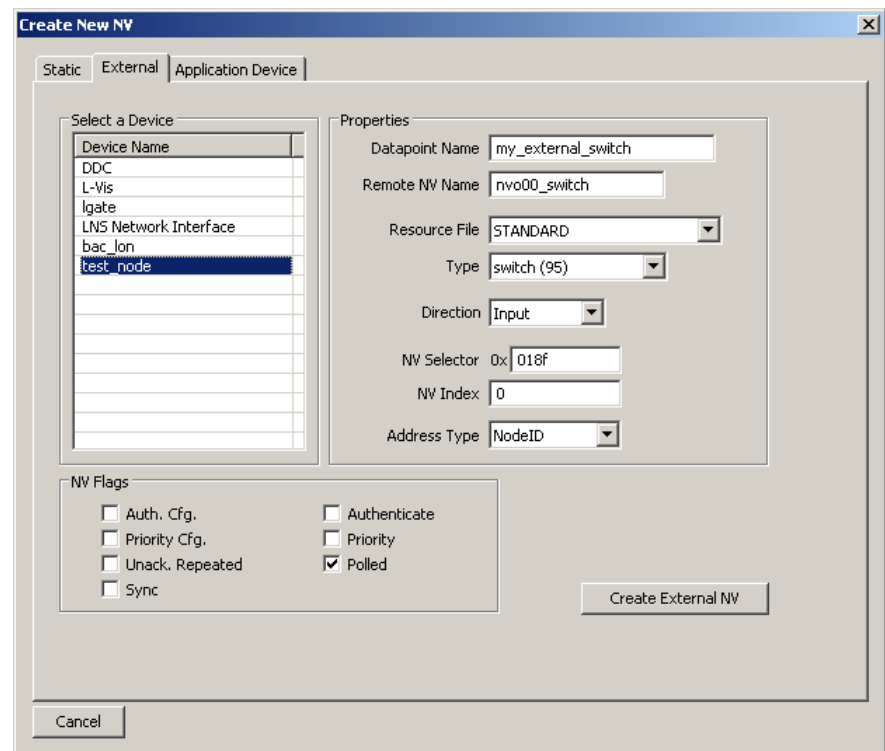 Create New NV
Static External Application Device
Select a Device
Device Name
DDC
L-Vis
lgate
LNS Network Interface
bac_lon
test_node
Properties
Datapoint Name my_external_switch
Remote NV Name nvo00_switch
Resource File STANDARD
Type switch (95)
Direction Input
NV Selector 0x 018f
NV Index 0
Address Type NodeID
NV Flags
Auth. Cfg. Authenticate
Priority Cfg. Priority
Unack. Repeated Polled
Sync
Create External NV
Cancel